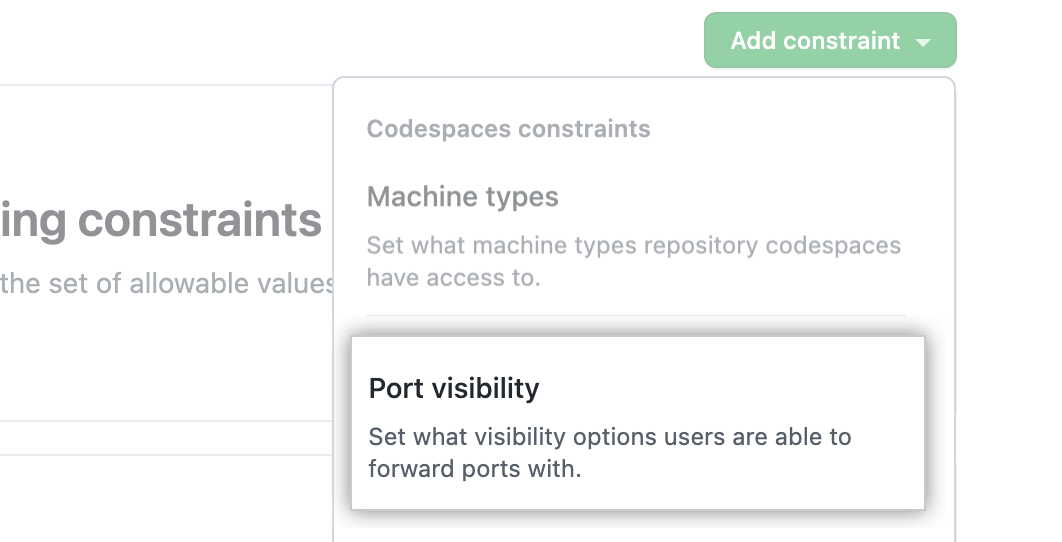 Add constraint
Codespaces constraints
Machine types
Set what machine types repository codespaces
have access to.
ing constraints
the set of allowable values
Port visibility
Set what visibility options users are able to
forward ports with.